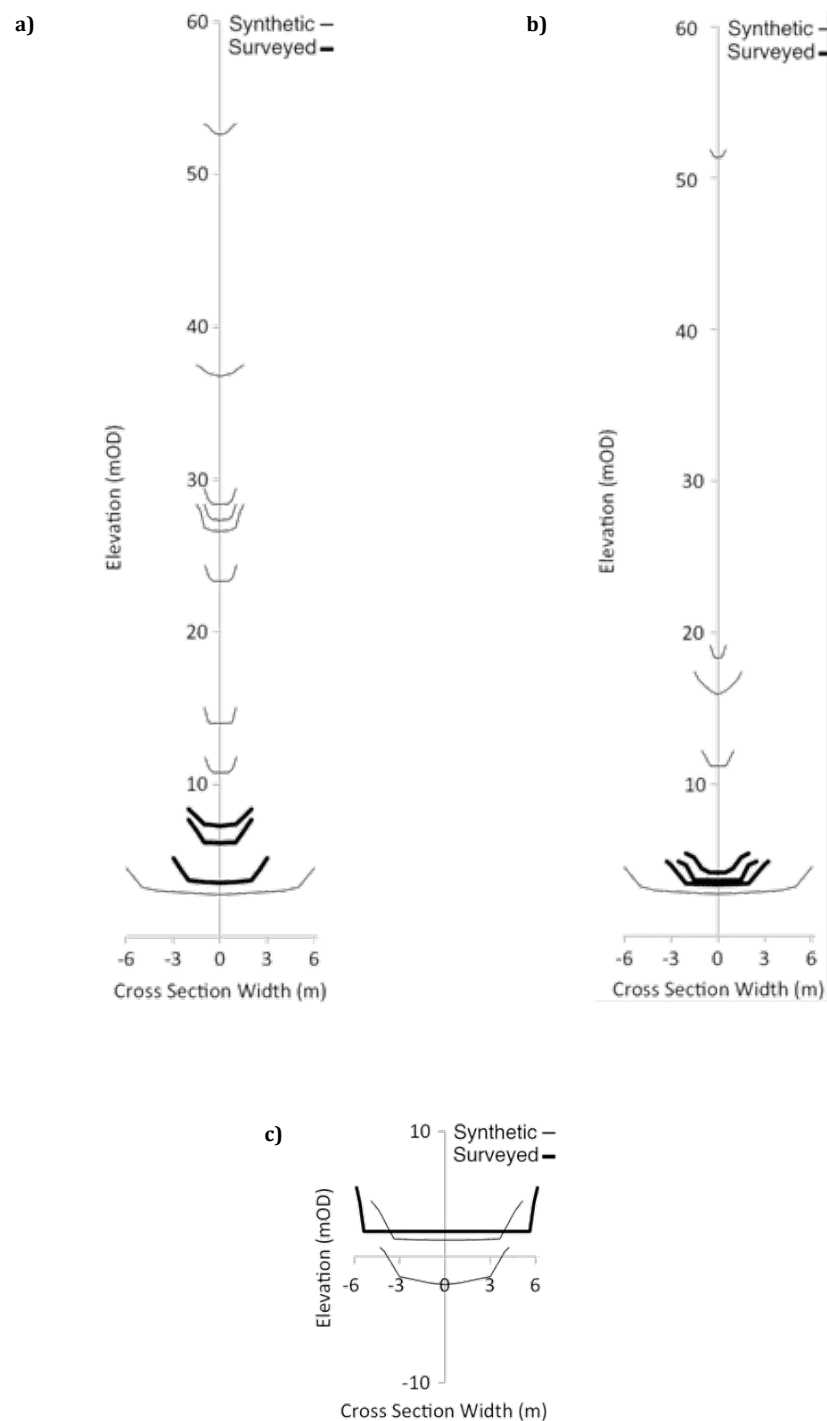 a)
60
Synthetic –
Surveyed –
50
40
30
20
10
-6 -3 0 3 6
Elevation (mOD)
Cross Section Width (m)
b)
60
Synthetic –
Surveyed –
50
40
30
20
10
-6 -3 0 3 6
Elevation (mOD)
Cross Section Width (m)
c)
10
Synthetic –
Surveyed –
-6 -3 0 3 6
-10
Elevation (mOD)
Cross Section Width (m)